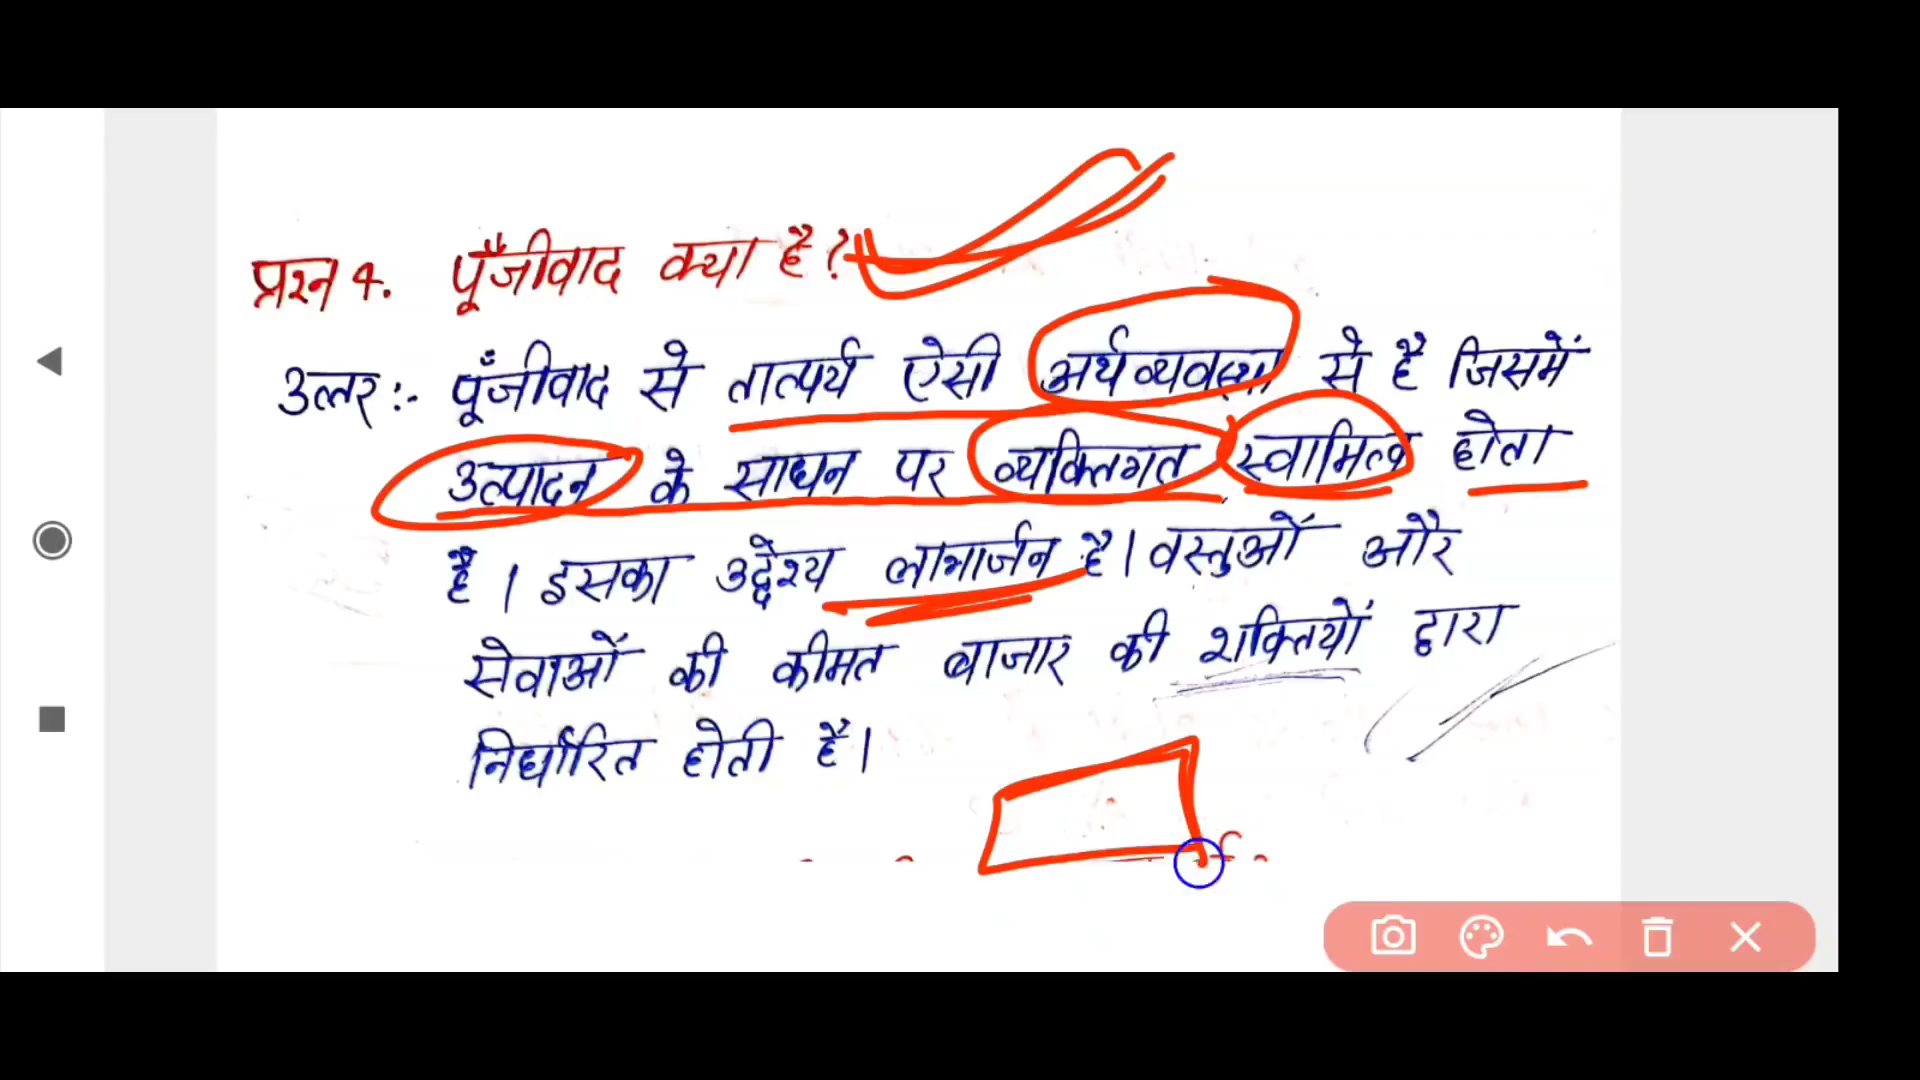 प्रश्न 4. पूँजीवाद क्या है?
उत्तर:- पूँजीवाद से तात्पर्य ऐसी अर्थव्यवस्था से है जिसमें
उत्पादन के साधन पर व्यक्तिगत स्वामित्व होता
है। इसका उद्देश्य लाभार्जन है। वस्तुओं और
सेवाओं की कीमत बाजार की शक्तियों द्वारा
निर्धारित होती है।